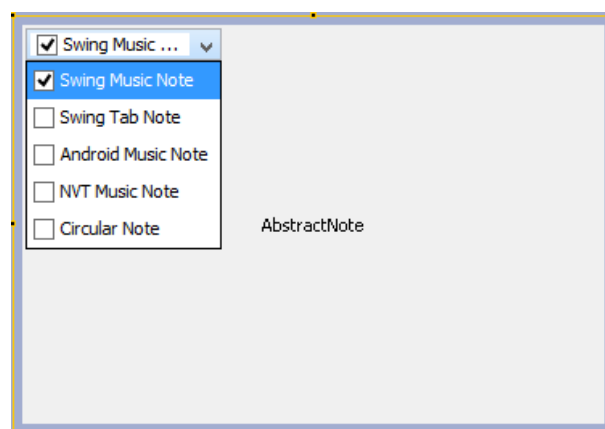 Swing Music ...
Swing Music Note
Swing Tab Note
Android Music Note
NVT Music Note
Circular Note
AbstractNote